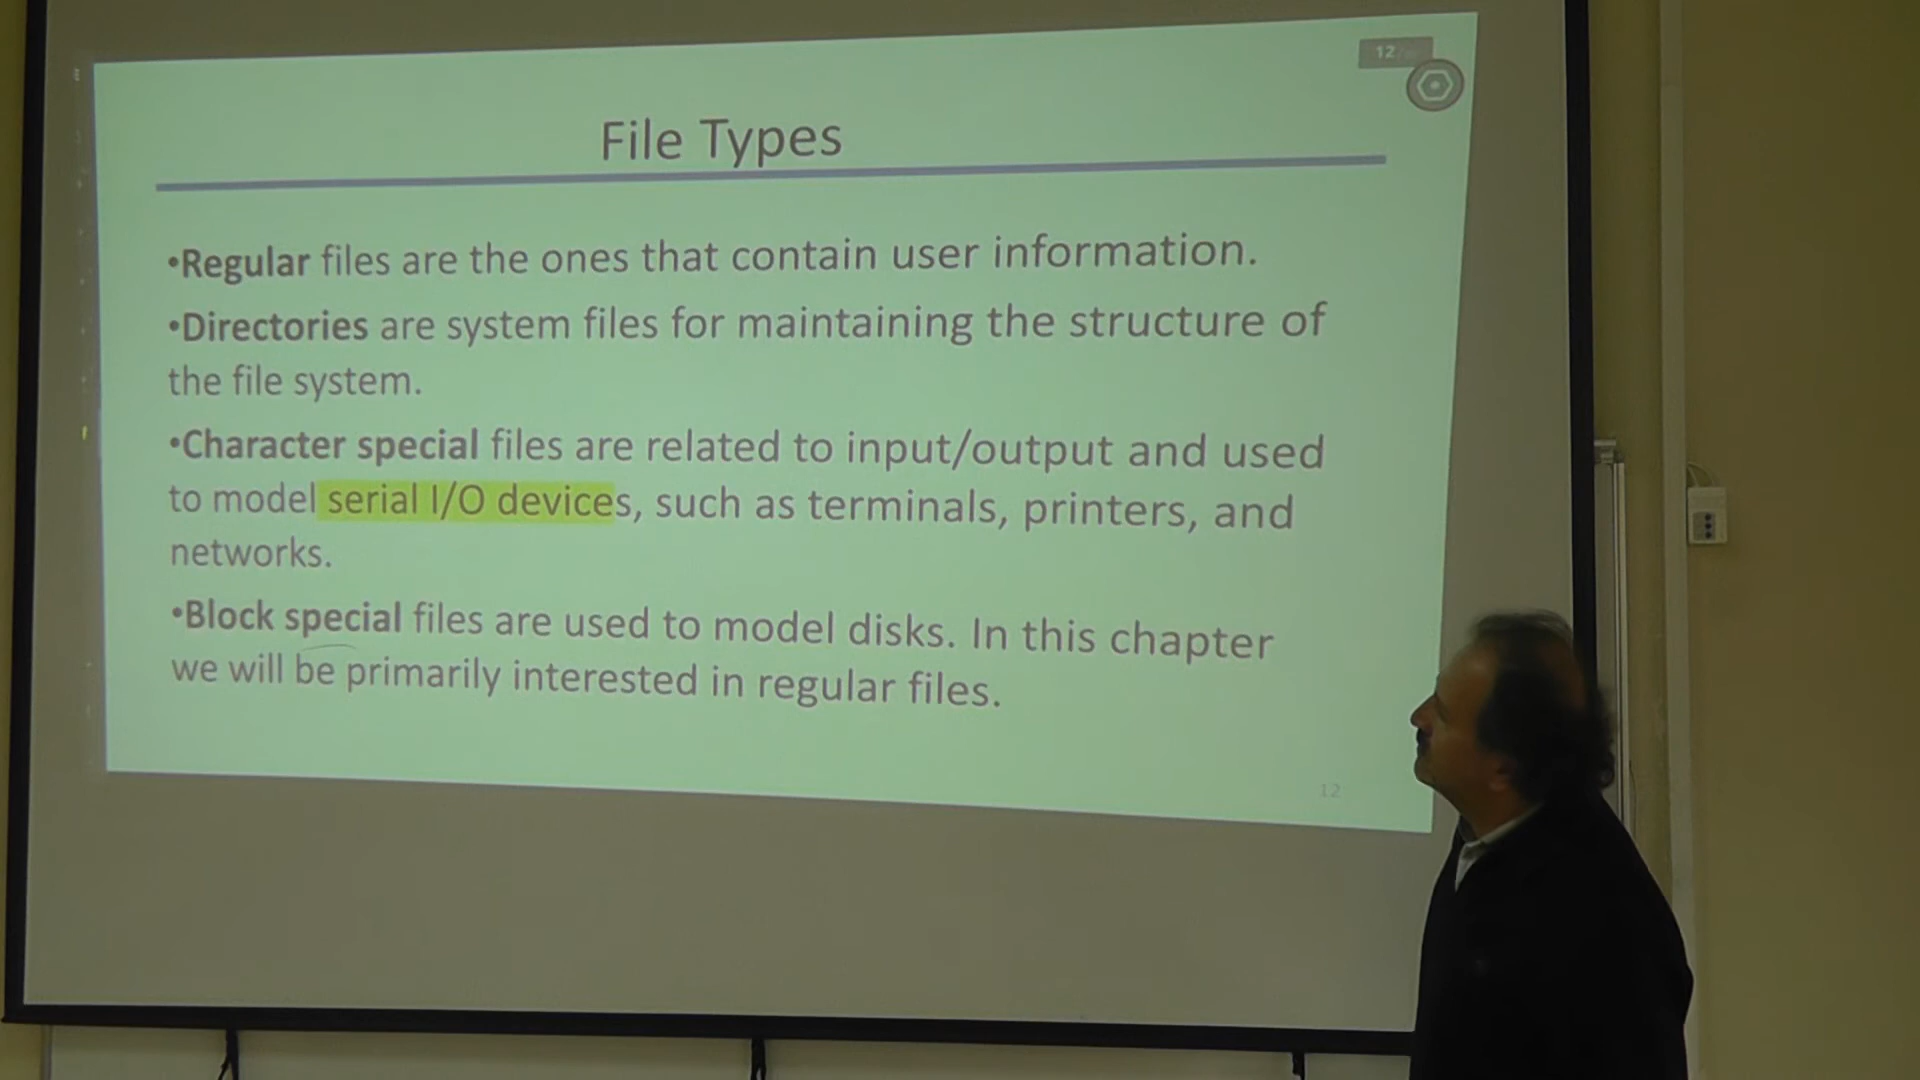 12
File Types
•Regular files are the ones that contain user information.
•Directories are system files for maintaining the structure of
the file system.
•Character special files are related to input/output and used
to model serial I/O devices, such as terminals, printers, and
networks.
•Block special files are used to model disks. In this chapter
we will be primarily interested in regular files.
12